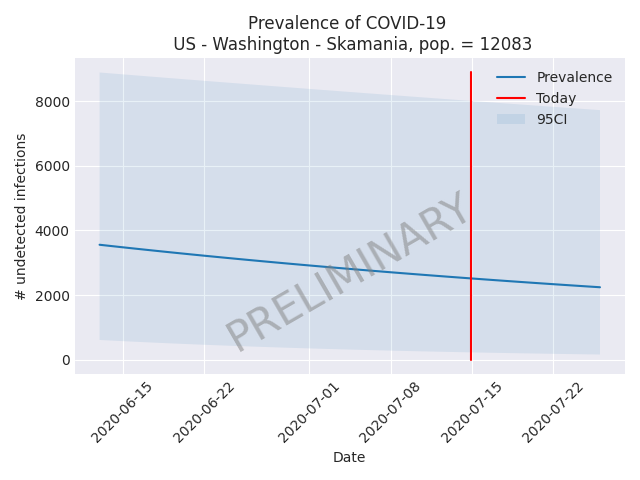 Prevalence of COVID-19
US - Washington - Skamania, pop. = 12083
Prevalence
Today
95CI
# undetected infections
8000
6000
4000
2000
0
PRELIMINARY
2020-06-15
2020-06-22
2020-07-01
2020-07-08
2020-07-15
2020-07-22
Date